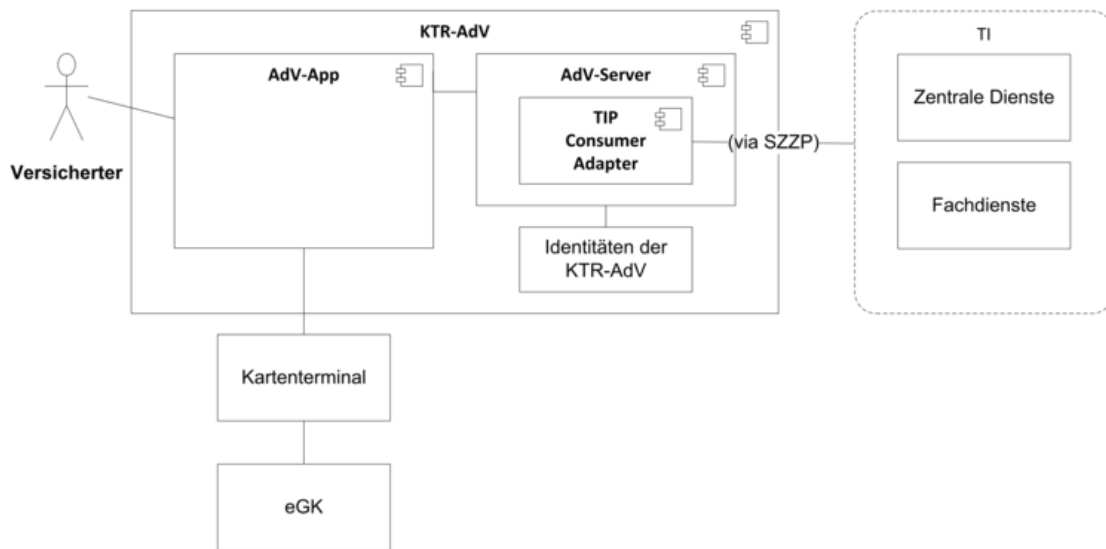 KTR-AdV
TI
AdV-App
AdV-Server
Zentrale Dienste
TIP
Consumer
Adapter
(via SZZP)
Versicherter
Fachdienste
Identitäten der
KTR-AdV
Kartenterminal
eGK